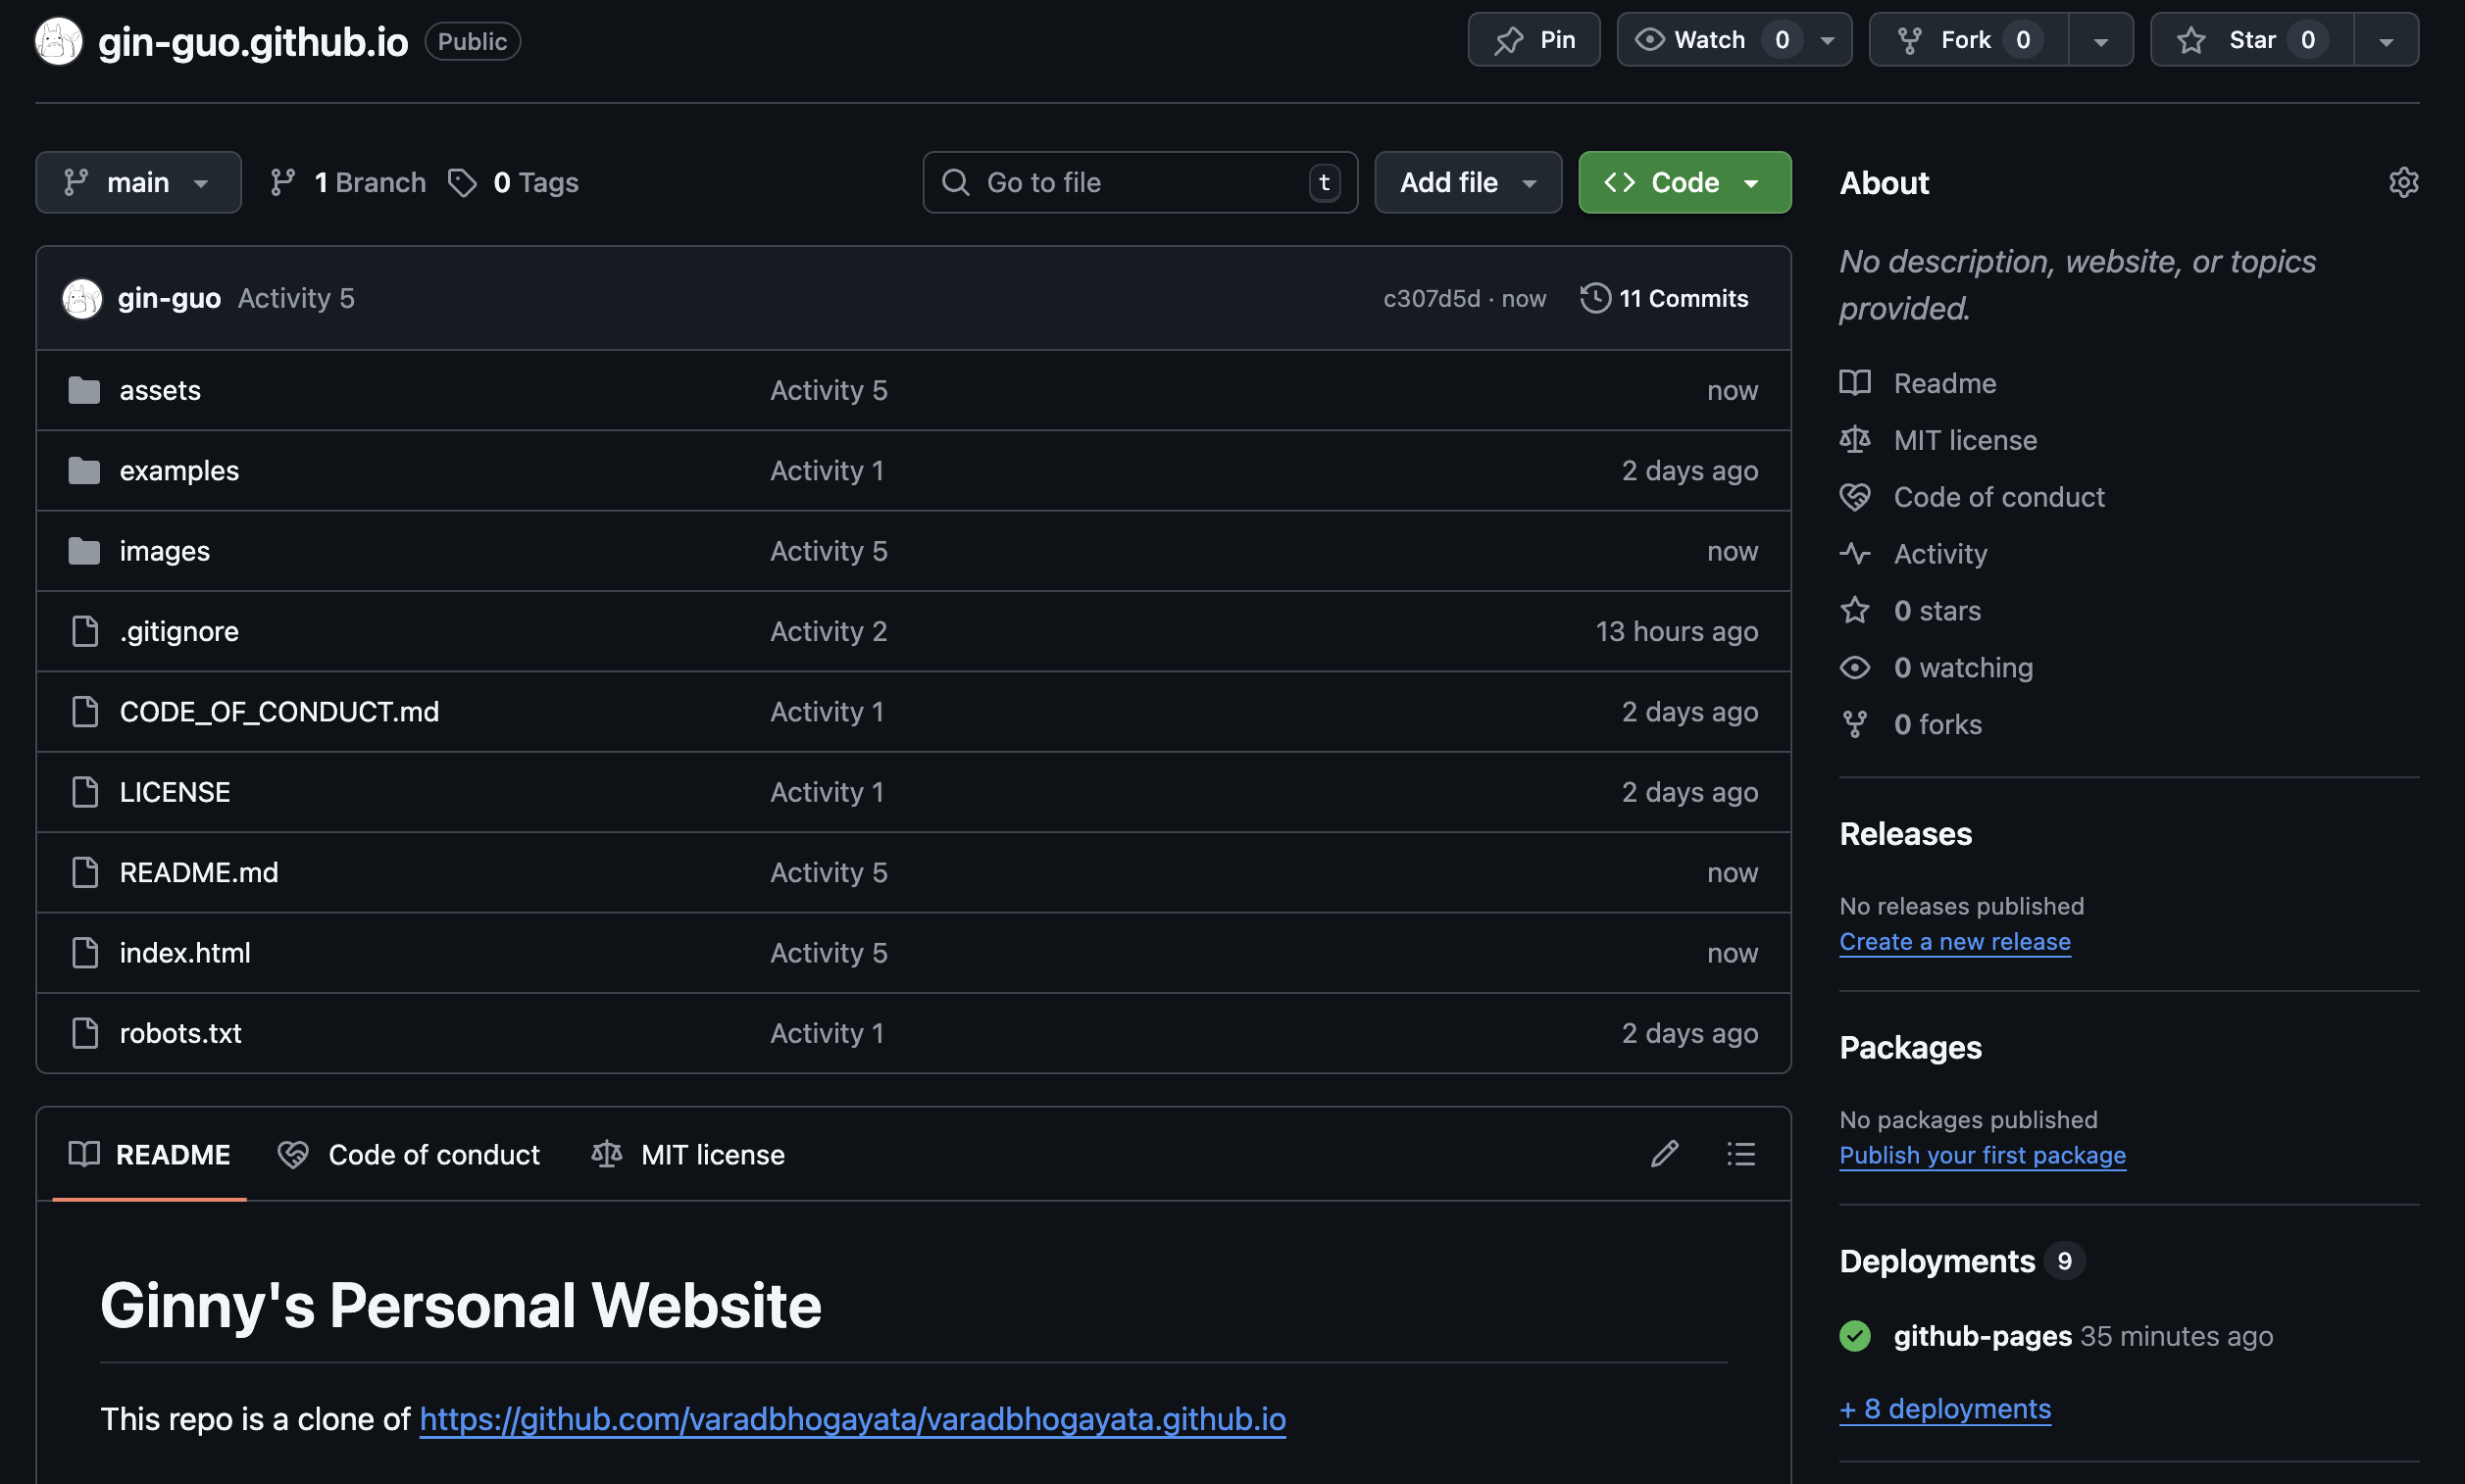 gin-guo.github.io Public
Pin
Watch 0
Fork 0
Star 0
main
1 Branch
0 Tags
Go to file t
Add file
Code
gin-guo Activity 5 c307d5d · now 11 Commits
assets Activity 5 now
examples Activity 1 2 days ago
images Activity 5 now
.gitignore Activity 2 13 hours ago
CODE_OF_CONDUCT.md Activity 1 2 days ago
LICENSE Activity 1 2 days ago
README.md Activity 5 now
index.html Activity 5 now
robots.txt Activity 1 2 days ago
README
Code of conduct
MIT license
Ginny's Personal Website
This repo is a clone of https://github.com/varadbhogayata/varadbhogayata.github.io
About
No description, website, or topics
provided.
Readme
MIT license
Code of conduct
Activity
0 stars
0 watching
0 forks
Releases
No releases published
Create a new release
Packages
No packages published
Publish your first package
Deployments 9
github-pages 35 minutes ago
+ 8 deployments